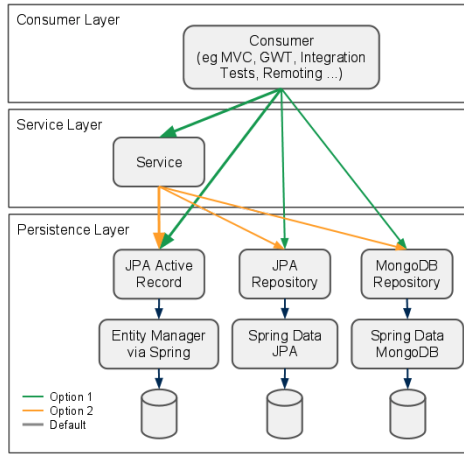 Consumer Layer
Consumer
(eg MVC, GWT, Integration
Tests, Remoting ...)
Service Layer
Service
Persistence Layer
JPA Active
Record
JPA
Repository
MongoDB
Repository
Entity Manager
via Spring
Spring Data
JPA
Spring Data
MongoDB
Option 1
Option 2
Default